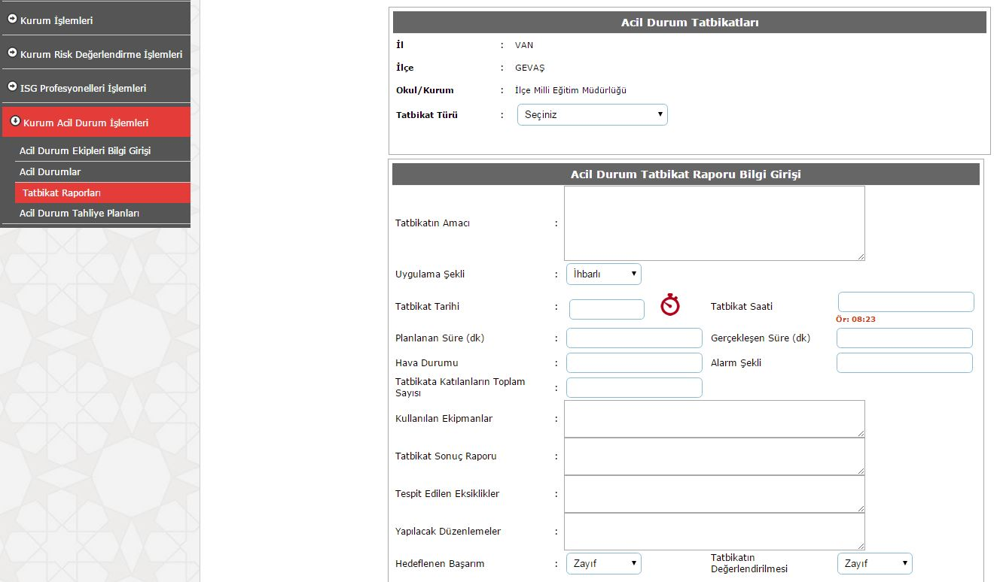 Kurum İşlemleri
Kurum Risk Değerlendirme İşlemleri
ISG Profesyonelleri İşlemleri
Kurum Acil Durum İşlemleri
Acil Durum Ekipleri Bilgi Girişi
Acil Durumlar
Tatbikat Raporları
Acil Durum Tahliye Planları
Acil Durum Tatbikatları
İl : VAN
İlçe : GEVAŞ
Okul/Kurum : İlçe Milli Eğitim Müdürlüğü
Tatbikat Türü : Seçiniz
Acil Durum Tatbikat Raporu Bilgi Girişi
Tatbikatın Amacı :
Uygulama Şekli : İhbarlı
Tatbikat Tarihi : Tatbikat Saati
Ör: 08:23
Planlanan Süre (dk) : Gerçekleşen Süre (dk)
Hava Durumu : Alarm Şekli
Tatbikata Katılanların Toplam
Sayısı :
Kullanılan Ekipmanlar :
Tatbikat Sonuç Raporu :
Tespit Edilen Eksiklikler :
Yapılacak Düzenlemeler :
Hedeflenen Başarım : Zayıf
Tatbikatın
Değerlendirilmesi Zayıf